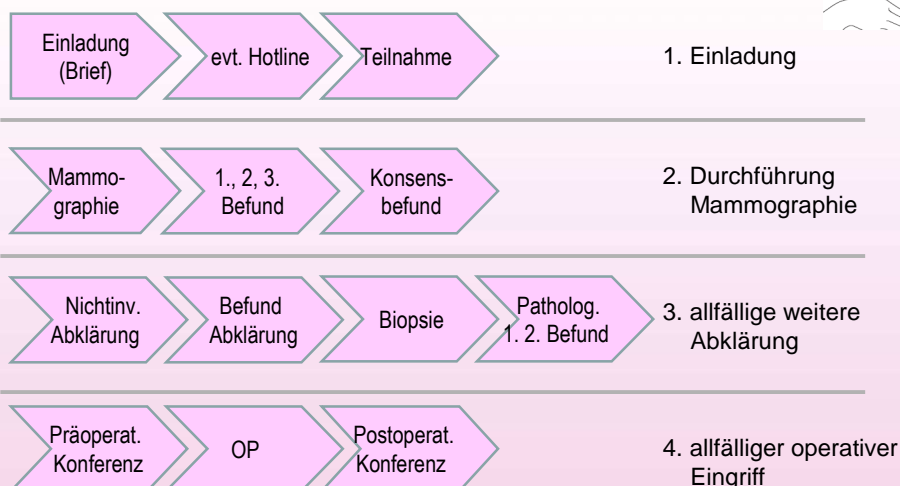 Einladung
(Brief)
evt. Hotline
Teilnahme
1. Einladung
Mammo-
graphie
1., 2, 3.
Befund
Konsens-
befund
2. Durchführung
Mammographie
Nichtinv.
Abklärung
Befund
Abklärung
Biopsie
Patholog.
1. 2. Befund
3. allfällige weitere
Abklärung
Präoperat.
Konferenz
OP
Postoperat.
Konferenz
4. allfälliger operativer
Eingriff